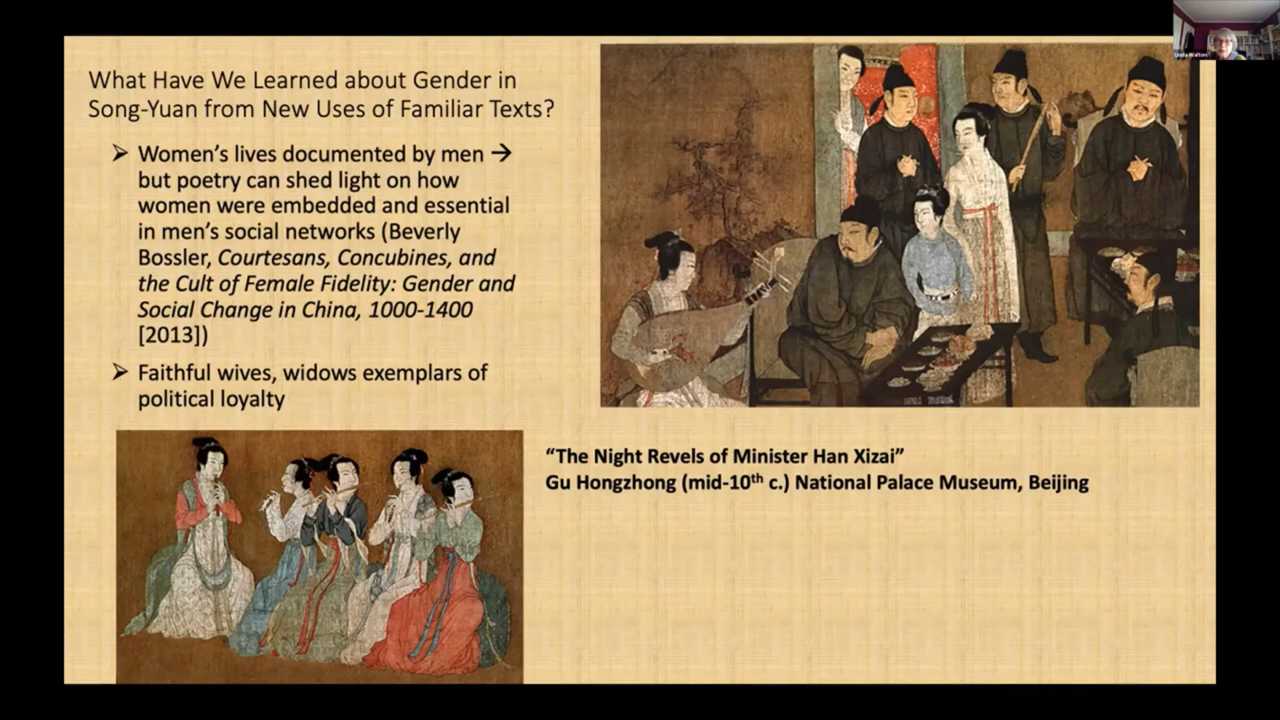 What Have We Learned about Gender in
Song-Yuan from New Uses of Familiar Texts?
➢ Women's lives documented by men →
but poetry can shed light on how
women were embedded and essential
in men's social networks (Beverly
Bossler, Courtesans, Concubines, and
the Cult of Female Fidelity: Gender and
Social Change in China, 1000-1400
[2013])
➢ Faithful wives, widows exemplars of
political loyalty
"The Night Revels of Minister Han Xizai"
Gu Hongzhong (mid-10th c.) National Palace Museum, Beijing
Linda Walton